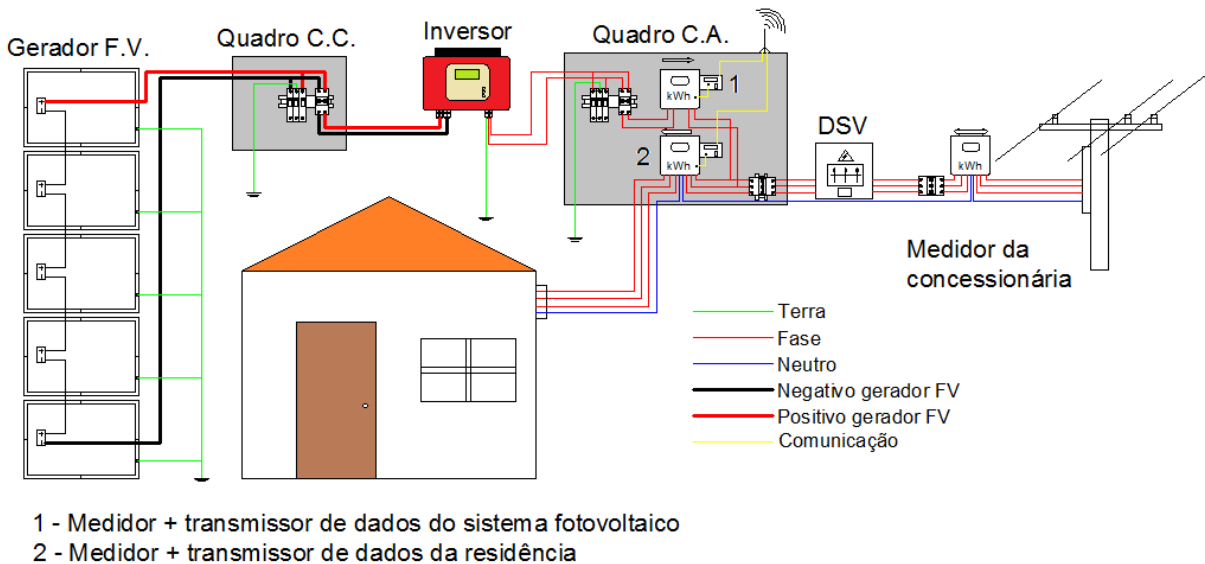 Gerador F.V.
Quadro C.C.
Inversor
Quadro C.A.
kWh
1
2
kWh
DSV
kWh
Medidor da
concessionária
Terra
Fase
Neutro
Negativo gerador FV
Positivo gerador FV
Comunicação
1 - Medidor + transmissor de dados do sistema fotovoltaico
2 - Medidor + transmissor de dados da residência